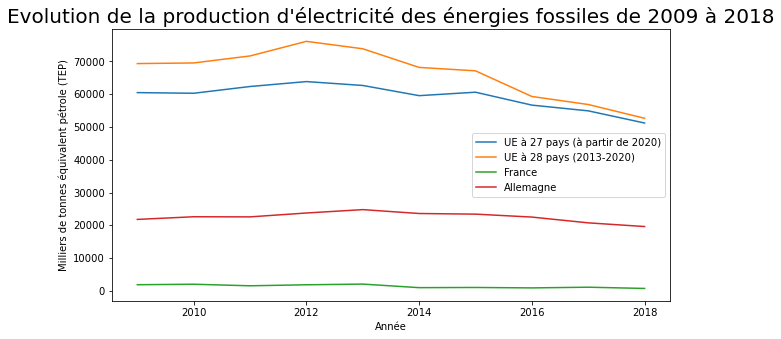 Evolution de la production d'électricité des énergies fossiles de 2009 à 2018
Milliers de tonnes équivalent pétrole (TEP)
70000
60000
50000
40000
30000
20000
10000
0
UE à 27 pays (à partir de 2020)
UE à 28 pays (2013-2020)
France
Allemagne
2010 2012 2014 2016 2018
Année